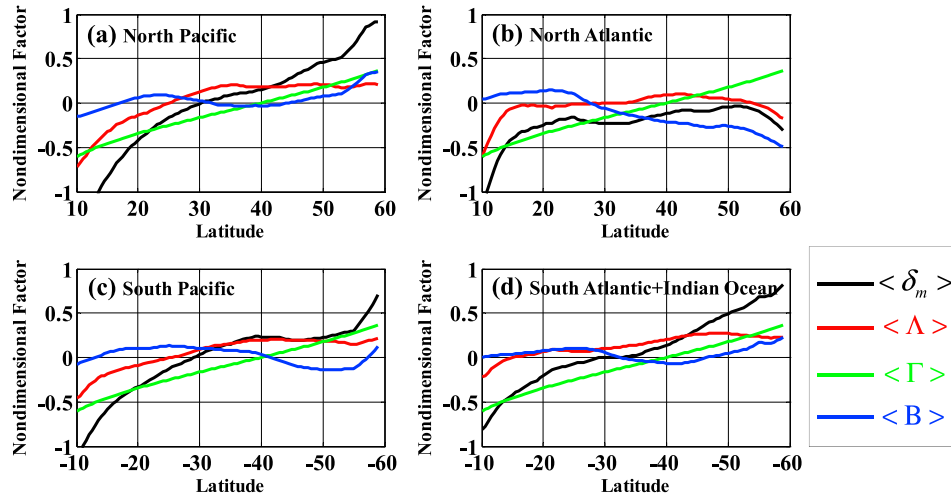 (a) North Pacific
Nondimensional Factor
1
0.5
0
-0.5
-1
10 20 30 40 50 60
Latitude
(b) North Atlantic
Nondimensional Factor
1
0.5
0
-0.5
-1
10 20 30 40 50 60
Latitude
(c) South Pacific
Nondimensional Factor
1
0.5
0
-0.5
-1
-10 -20 -30 -40 -50 -60
Latitude
(d) South Atlantic+Indian Ocean
Nondimensional Factor
1
0.5
0
-0.5
-1
-10 -20 -30 -40 -50 -60
Latitude
< δm >
< Λ >
< Γ >
< B >